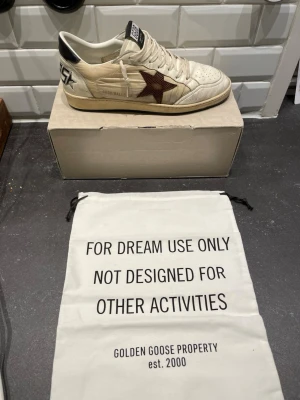 FOR DREAM USE ONLY
NOT DESIGNED FOR
OTHER ACTIVITIES
GOLDEN GOOSE PROPERTY
est. 2000